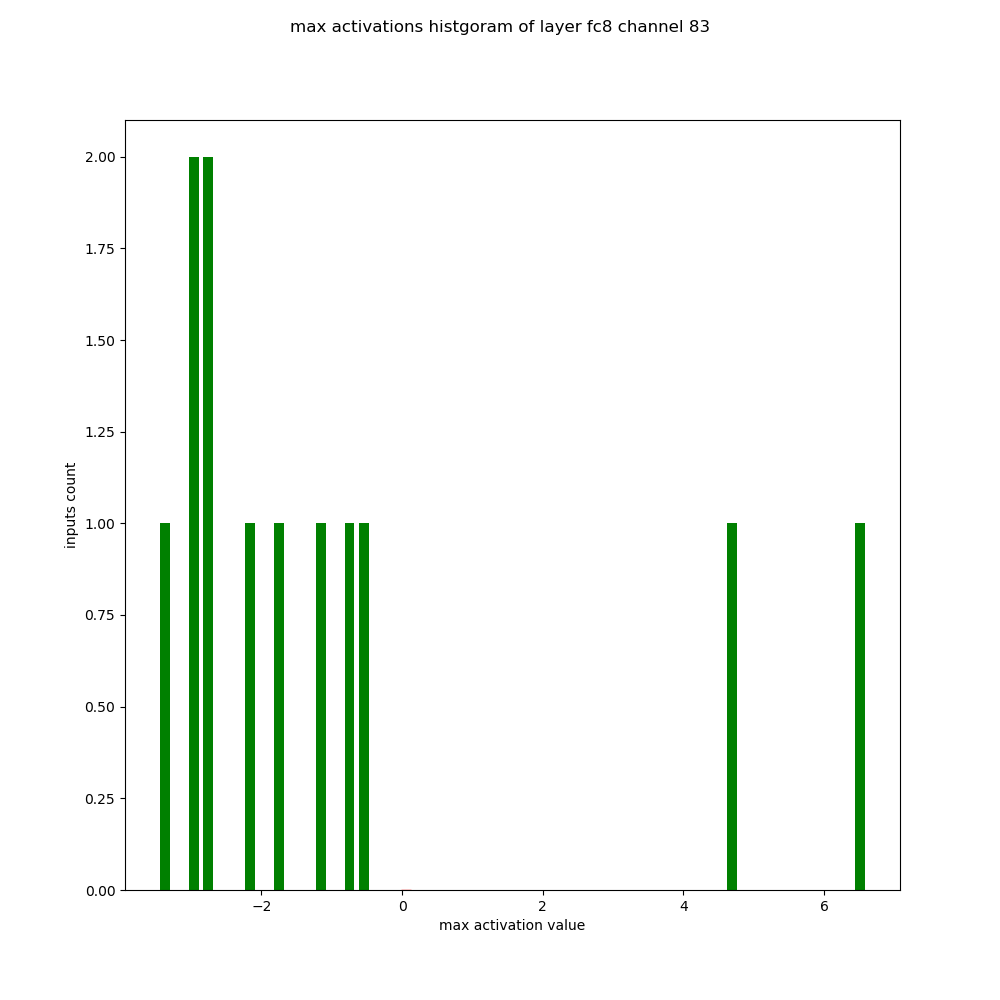 max activations histgoram of layer fc8 channel 83
2.00
1.75
1.50
1.25
1.00
0.75
0.50
0.25
0.00
inputs count
−2 0 2 4 6
max activation value